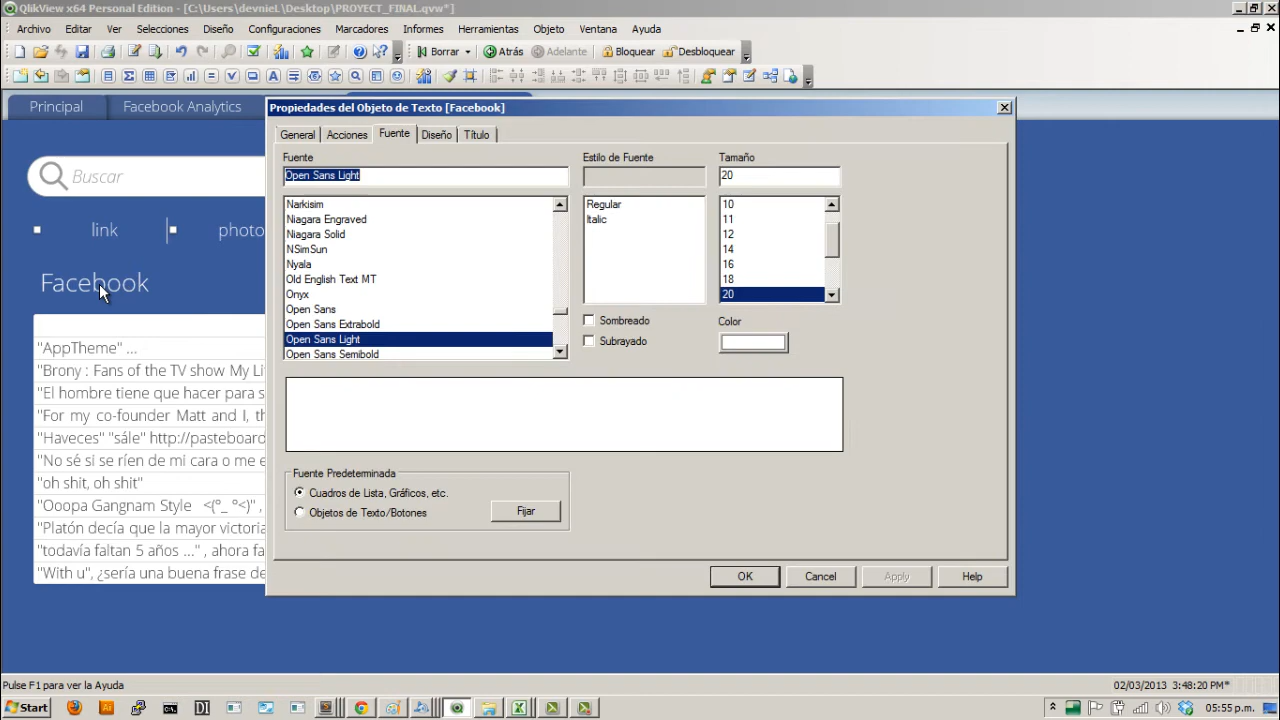 QlikView x64 Personal Edition - [C:\Users\devnieL\Desktop\PROYECT_FINAL.qvw*]
Archivo Editar Ver Selecciones Diseño Configuraciones Marcadores Informes Herramientas Objeto Ventana Ayuda
Borrar Atrás Adelante Bloquear Desbloquear
Principal Facebook Analytics
Propiedades del Objeto de Texto [Facebook]
General Acciones Fuente Diseño Título
Fuente Estilo de Fuente Tamaño
Open Sans Light 20
Buscar
Narkisim Regular 10
Niagara Engraved Italic 11
Niagara Solid 12
NSimSun 14
Nyala 16
Old English Text MT 18
Onyx 20
Open Sans
Open Sans Extrabold
Open Sans Light
Open Sans Semibold
link photo
Facebook
Sombreado Color
Subrayado
"AppTheme" ...
"Brony : Fans of the TV show My Li
"El hombre tiene que hacer para s
"For my co-founder Matt and I, th
"Haveces" "sále" http://pasteboard
"No sé si se ríen de mi cara o me e
"oh shit, oh shit"
"Ooopa Gangnam Style <(°_ °<)" ,
"Platón decía que la mayor victoria
"todavía faltan 5 años ..." , ahora fa
"With u", ¿sería una buena frase de
Fuente Predeterminada
Cuadros de Lista, Gráficos, etc.
Objetos de Texto/Botones
Fijar
OK Cancel Apply Help
Pulse F1 para ver la Ayuda 02/03/2013 3:48:20 PM*
Start DI 05:55 p.m.